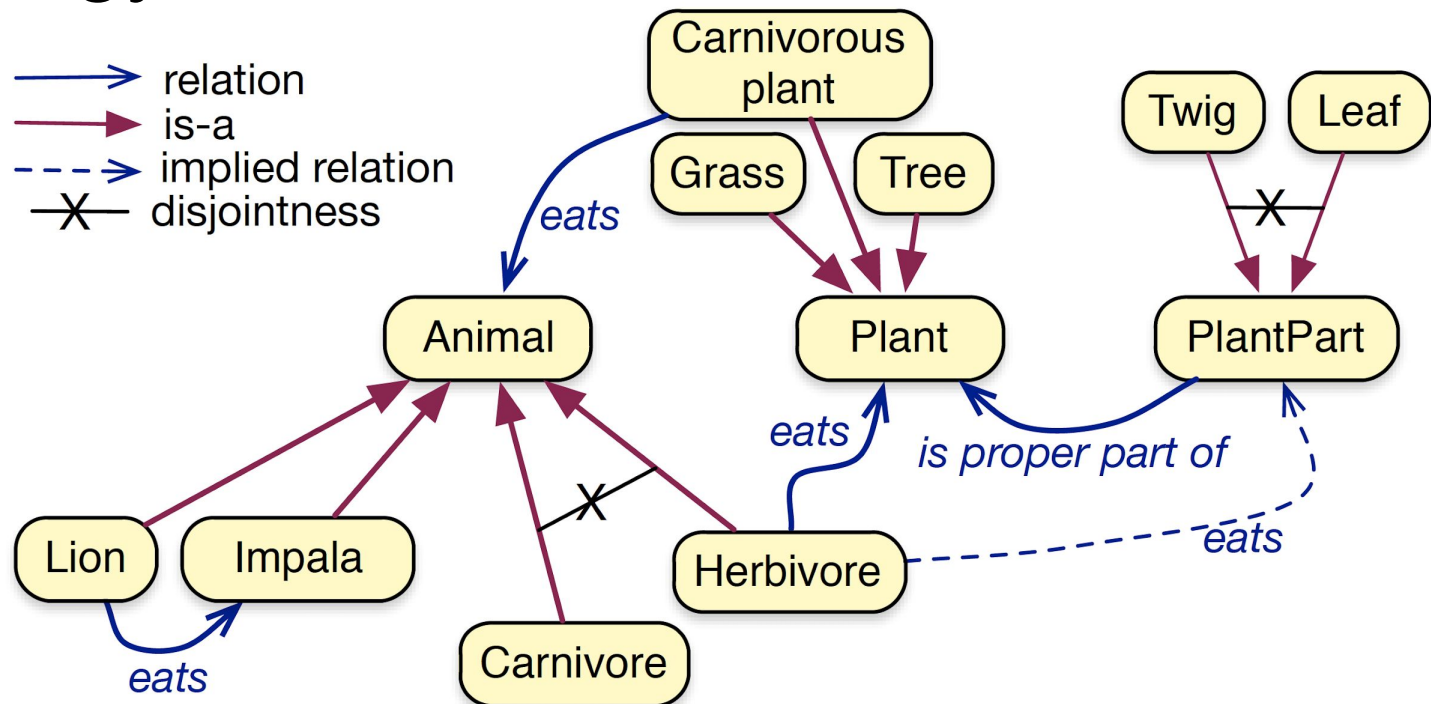 relation
is-a
implied relation
disjointness
X
Carnivorous
plant
Grass
Tree
Twig
Leaf
X
eats
Animal
Plant
PlantPart
eats
is proper part of
X
Lion
Impala
Herbivore
eats
Carnivore
eats